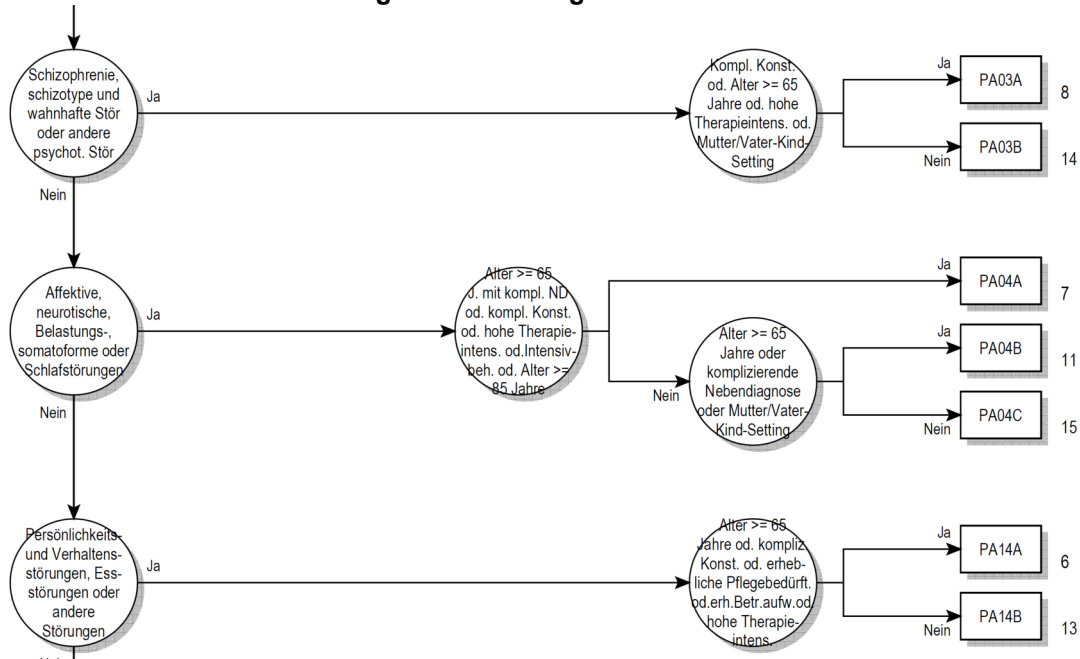 Schizophrenie,
schizotype und
wahnhafte Stör
oder andere
psychot. Stör
Ja
Nein
Kompl. Konst.
od. Alter >= 65
Jahre od. hohe
Therapieintens. od.
Mutter/Vater-Kind-
Setting
Ja
PA03A
8
Nein
PA03B
14
Affektive,
neurotische,
Belastungs-,
somatoforme oder
Schlafstörungen
Ja
Nein
Alter >= 65
J. mit kompl. ND
od. kompl. Konst.
od. hohe Therapie-
intens. od.Intensiv-
beh. od. Alter >=
85 Jahre
Ja
PA04A
7
Nein
Alter >= 65
Jahre oder
komplizierende
Nebendiagnose
oder Mutter/Vater-
Kind-Setting
Ja
PA04B
11
Nein
PA04C
15
Persönlichkeits-
und Verhaltens-
störungen, Ess-
störungen oder
andere
Störungen
Ja
Alter >= 65
Jahre od. kompliz.
Konst. od. erheb-
liche Pflegebedürft.
od.erh.Betr.aufw.od.
hohe Therapie-
intens.
Ja
PA14A
6
Nein
PA14B
13